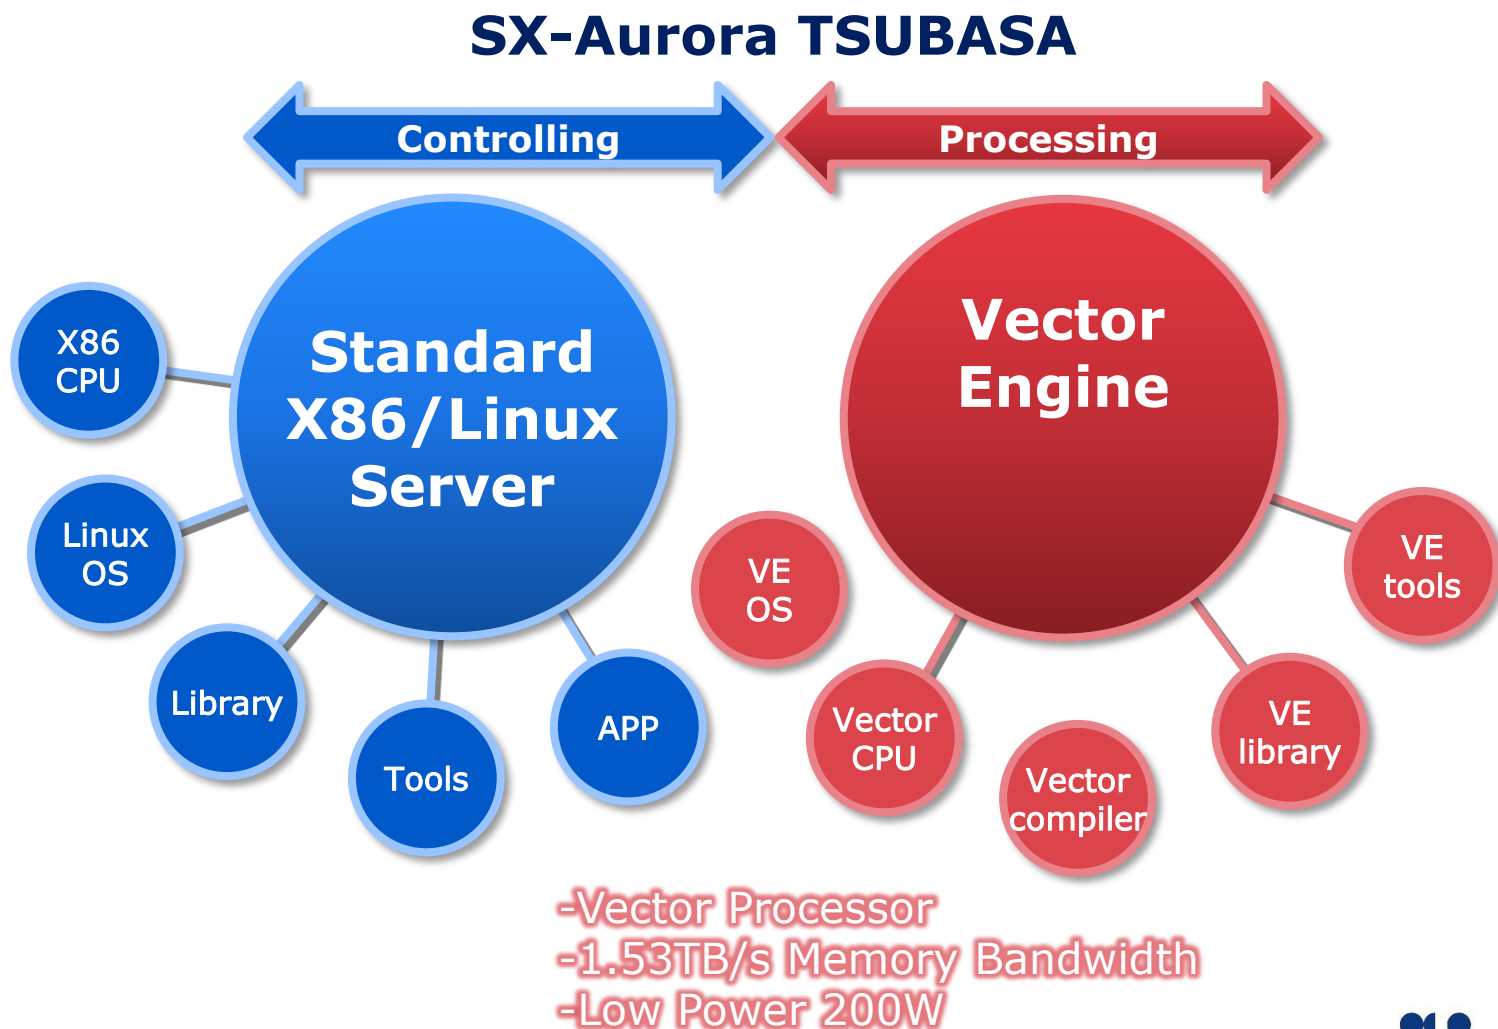 SX-Aurora TSUBASA
Controlling
Processing
Standard
X86/Linux
Server
Vector
Engine
X86
CPU
Linux
OS
Library
Tools
APP
VE
OS
Vector
CPU
Vector
compiler
VE
library
VE
tools
-Vector Processor
-1.53TB/s Memory Bandwidth
-Low Power 200W